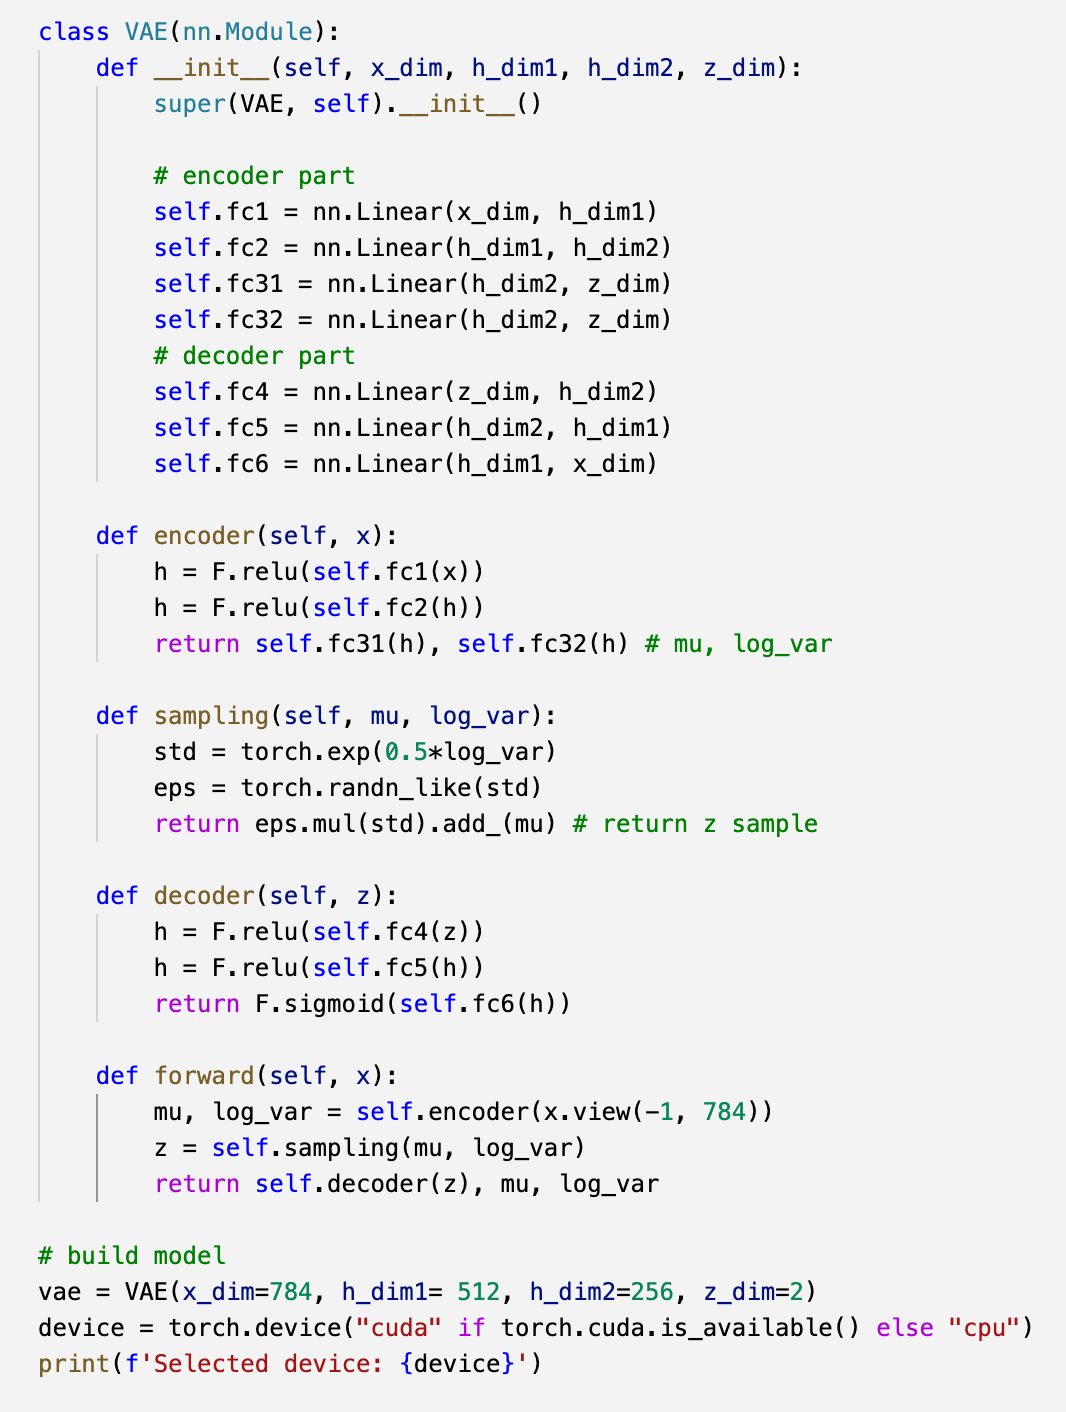 class VAE(nn.Module):
    def __init__(self, x_dim, h_dim1, h_dim2, z_dim):
        super(VAE, self).__init__()

        # encoder part
        self.fc1 = nn.Linear(x_dim, h_dim1)
        self.fc2 = nn.Linear(h_dim1, h_dim2)
        self.fc31 = nn.Linear(h_dim2, z_dim)
        self.fc32 = nn.Linear(h_dim2, z_dim)
        # decoder part
        self.fc4 = nn.Linear(z_dim, h_dim2)
        self.fc5 = nn.Linear(h_dim2, h_dim1)
        self.fc6 = nn.Linear(h_dim1, x_dim)

    def encoder(self, x):
        h = F.relu(self.fc1(x))
        h = F.relu(self.fc2(h))
        return self.fc31(h), self.fc32(h) # mu, log_var

    def sampling(self, mu, log_var):
        std = torch.exp(0.5*log_var)
        eps = torch.randn_like(std)
        return eps.mul(std).add_(mu) # return z sample

    def decoder(self, z):
        h = F.relu(self.fc4(z))
        h = F.relu(self.fc5(h))
        return F.sigmoid(self.fc6(h))

    def forward(self, x):
        mu, log_var = self.encoder(x.view(-1, 784))
        z = self.sampling(mu, log_var)
        return self.decoder(z), mu, log_var

# build model
vae = VAE(x_dim=784, h_dim1= 512, h_dim2=256, z_dim=2)
device = torch.device("cuda" if torch.cuda.is_available() else "cpu")
print(f'Selected device: {device}')